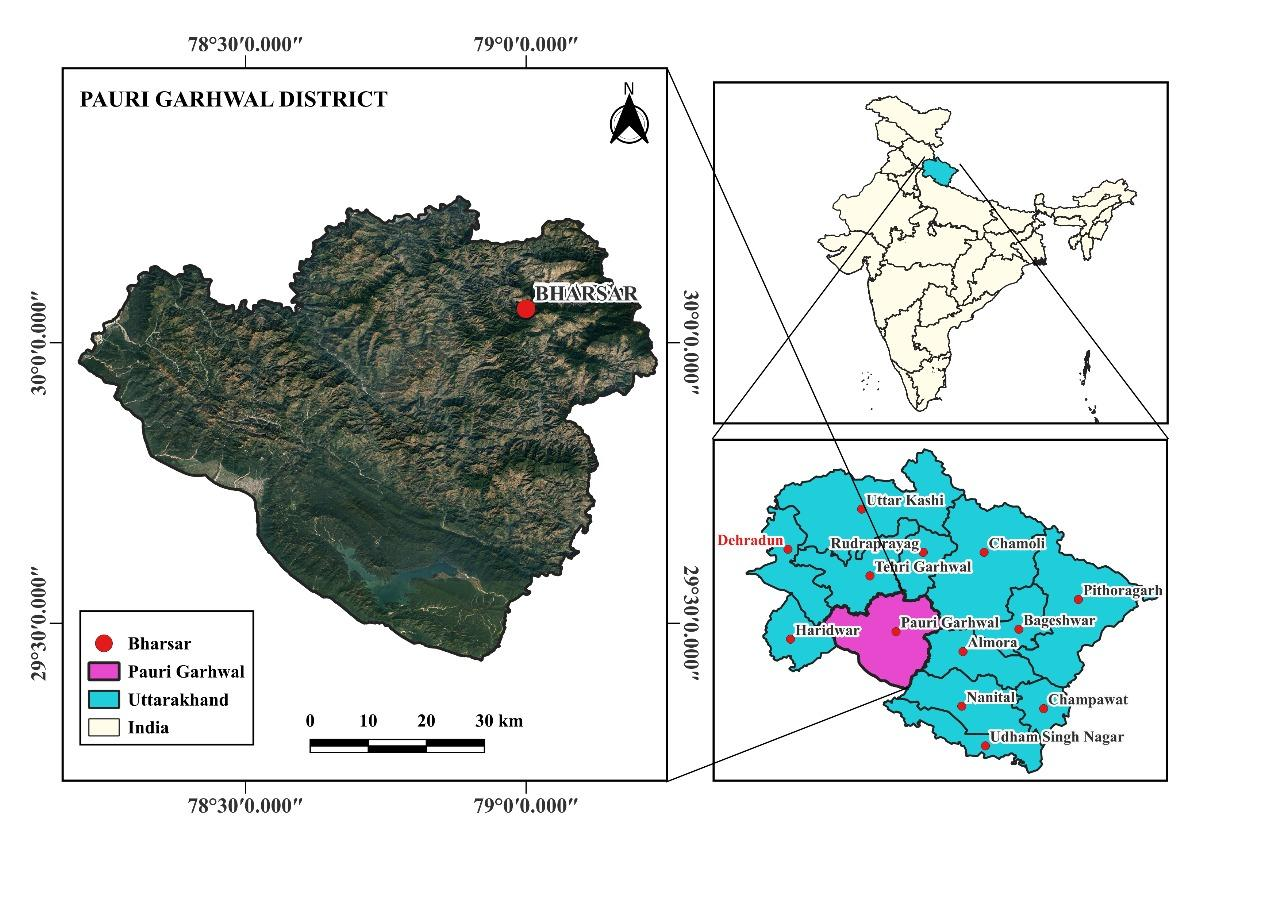 78°30′0.000″ 79°0′0.000″
PAURI GARHWAL DISTRICT
N
BHARSAR
30°0′0.000″
30°0′0.000″
29°30′0.000″
29°30′0.000″
Bharsar
Pauri Garhwal
Uttarakhand
India
0 10 20 30 km
78°30′0.000″ 79°0′0.000″
Uttar Kashi
Dehradun
Rudraprayag
Chamoli
Tehri Garhwal
Pithoragarh
Pauri Garhwal
Bageshwar
Haridwar
Almora
Nanital
Champawat
Udham Singh Nagar